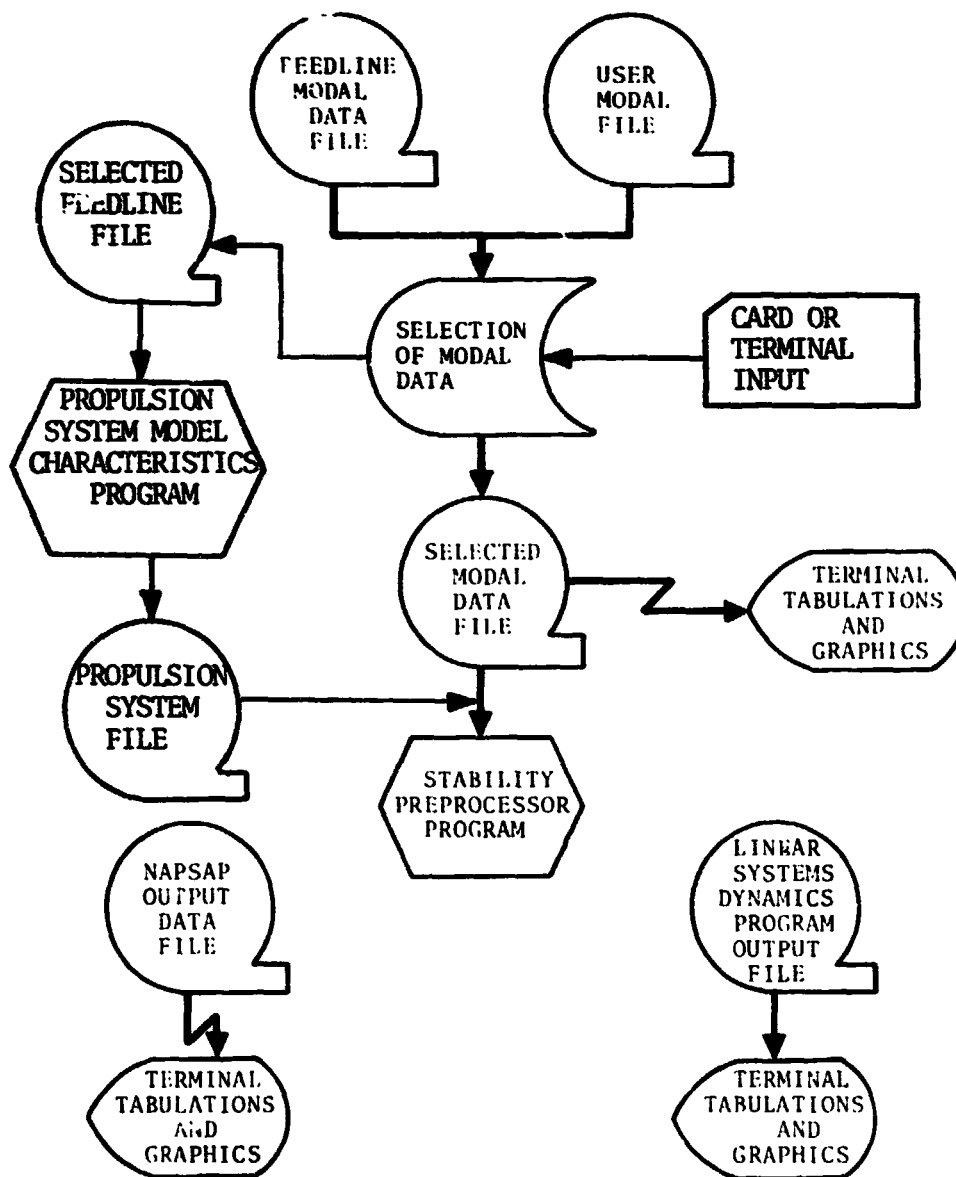 FEEDLINE
MODAL
DATA
FILE
USER
MODAL
FILE
SELECTED
FEEDLINE
FILE
SELECTION
OF MODAL
DATA
CARD OR
TERMINAL
INPUT
PROPULSION
SYSTEM MODEL
CHARACTERISTICS
PROGRAM
SELECTED
MODAL
DATA
FILE
TERMINAL
TABULATIONS
AND
GRAPHICS
PROPULSION
SYSTEM
FILE
STABILITY
PREPROCESSOR
PROGRAM
NAPSAP
OUTPUT
DATA
FILE
LINEAR
SYSTEMS
DYNAMICS
PROGRAM
OUTPUT
FILE
TERMINAL
TABULATIONS
AND
GRAPHICS
TERMINAL
TABULATIONS
AND
GRAPHICS